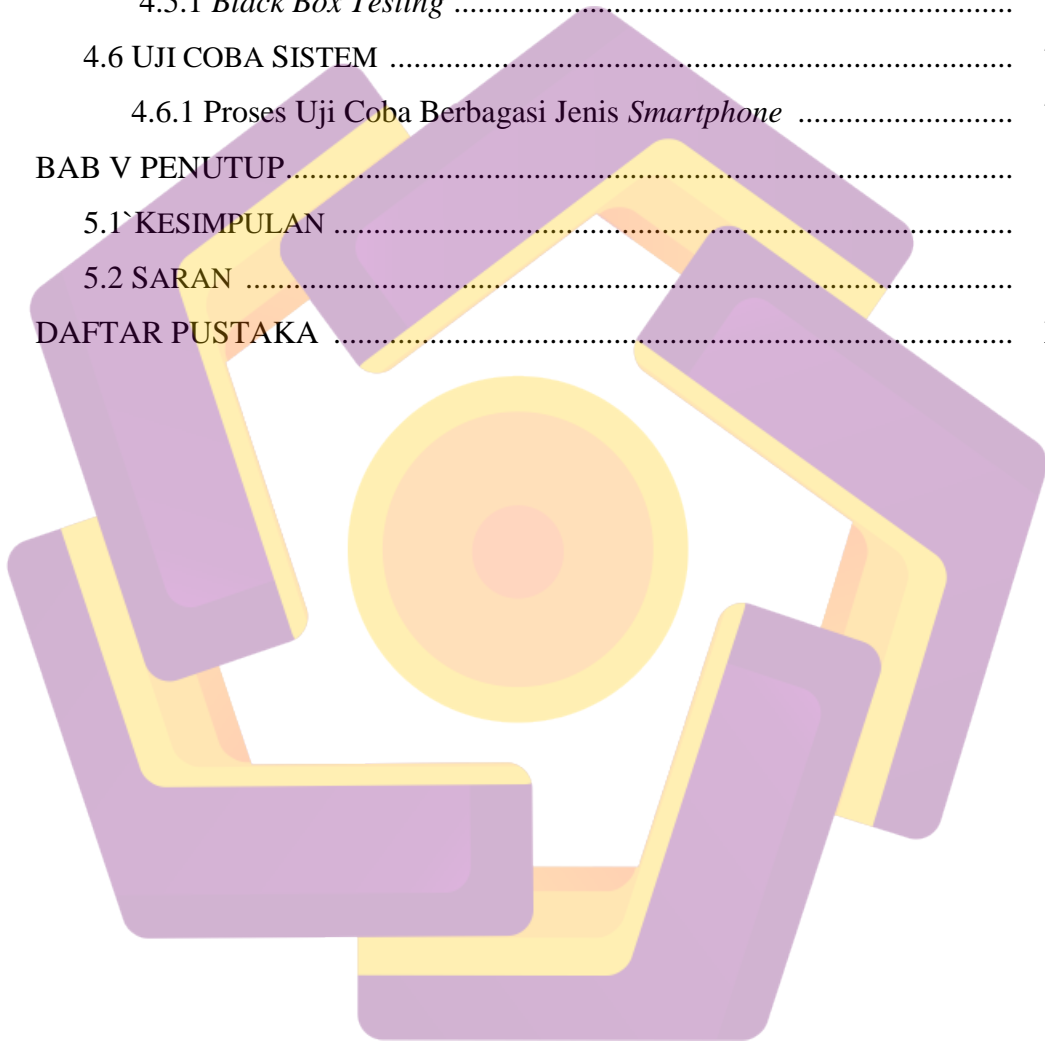 4.5.1 Black Box Testing ........................................................................
4.6 UJI COBA SISTEM ................................................................................
4.6.1 Proses Uji Coba Berbagasi Jenis Smartphone ............................
BAB V PENUTUP.............................................................................................
5.1`KESIMPULAN .......................................................................................
5.2 SARAN ..................................................................................................
DAFTAR PUSTAKA .......................................................................................